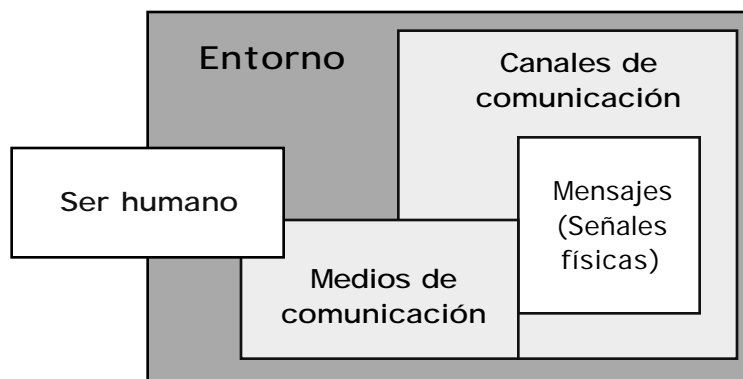 Entorno
Canales de
comunicación
Ser humano
Mensajes
(Señales
físicas)
Medios de
comunicación